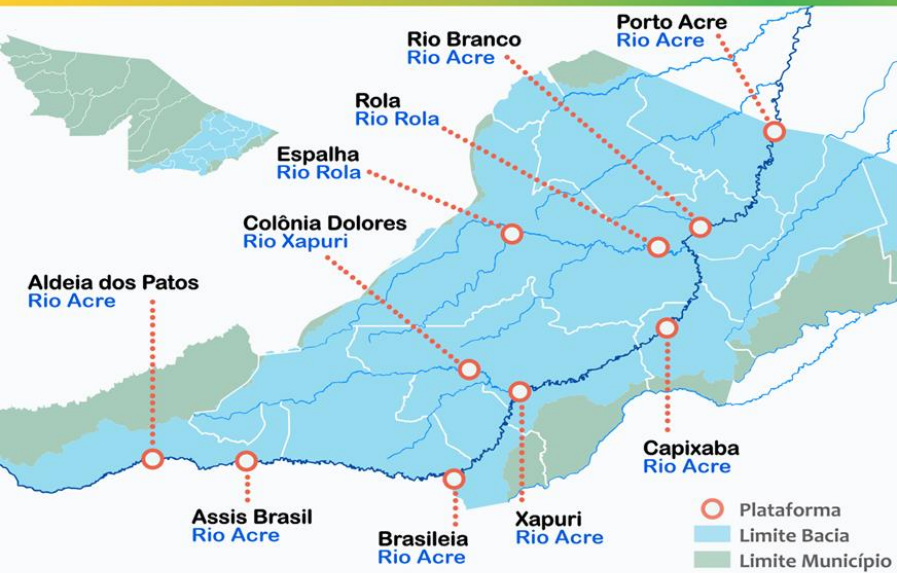 Porto Acre
Rio Acre
Rio Branco
Rio Acre
Rola
Rio Rola
Espalha
Rio Rola
Colônia Dolores
Rio Xapuri
Aldeia dos Patos
Rio Acre
Capixaba
Rio Acre
Assis Brasil
Rio Acre
Brasileia
Rio Acre
Xapuri
Rio Acre
Plataforma
Limite Bacia
Limite Município